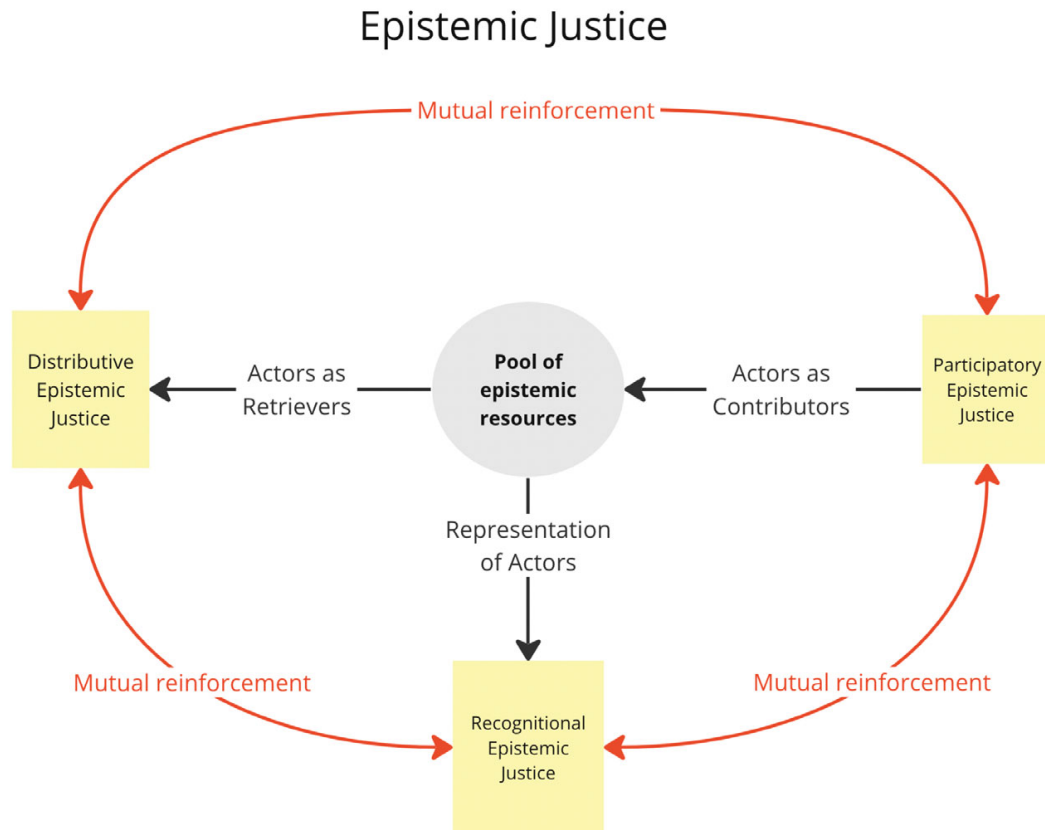 Epistemic Justice
Mutual reinforcement
Distributive
Epistemic
Justice
Actors as
Retrievers
Pool of
epistemic
resources
Actors as
Contributors
Participatory
Epistemic
Justice
Representation
of Actors
Mutual reinforcement
Mutual reinforcement
Recognitional
Epistemic
Justice